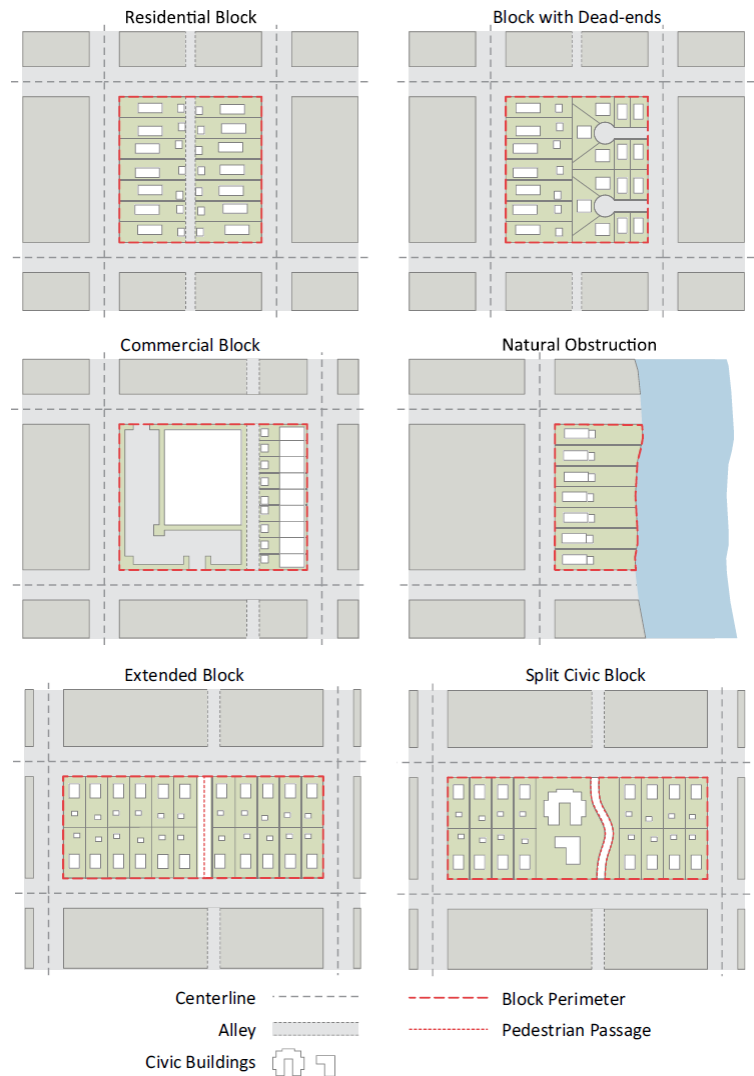 Residential Block
Block with Dead-ends
Commercial Block
Natural Obstruction
Extended Block
Split Civic Block
Centerline
Block Perimeter
Alley
Pedestrian Passage
Civic Buildings